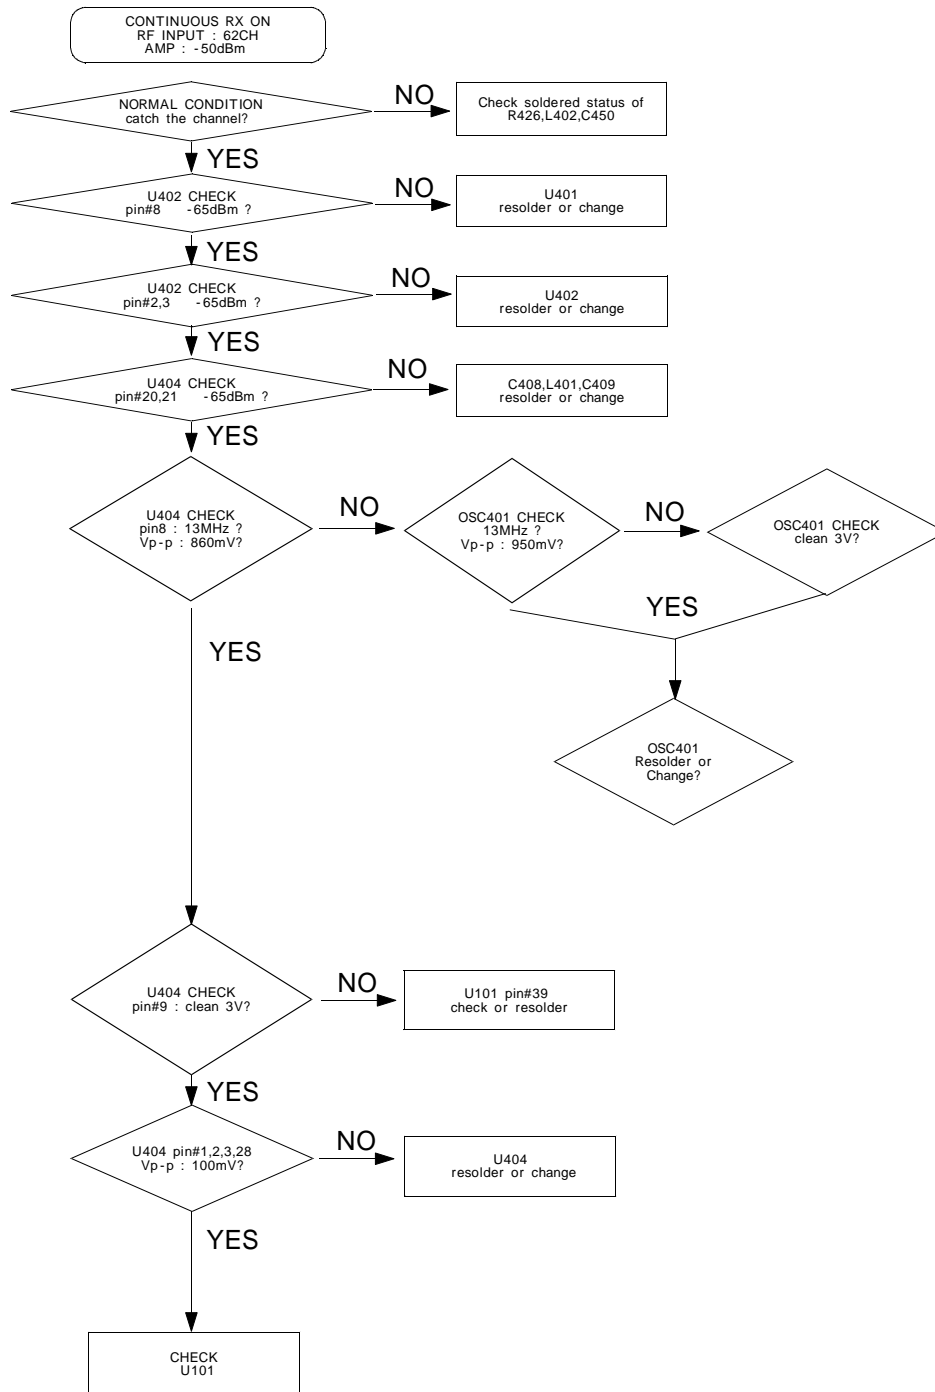 CONTINUOUS RX ON
RF INPUT : 62CH
AMP : -50dBm
NORMAL CONDITION
catch the channel?
NO
Check soldered status of
R426,L402,C450
YES
U402 CHECK
pin#8 -65dBm ?
NO
U401
resolder or change
YES
U402 CHECK
pin#2,3 -65dBm ?
NO
U402
resolder or change
YES
U404 CHECK
pin#20,21 -65dBm ?
NO
C408,L401,C409
resolder or change
YES
U404 CHECK
pin8 : 13MHz ?
Vp-p : 860mV?
NO
OSC401 CHECK
13MHz ?
Vp-p : 950mV?
NO
OSC401 CHECK
clean 3V?
YES
YES
OSC401
Resolder or
Change?
U404 CHECK
pin#9 : clean 3V?
NO
U101 pin#39
check or resolder
YES
U404 pin#1,2,3,28
Vp-p : 100mV?
NO
U404
resolder or change
YES
CHECK
U101